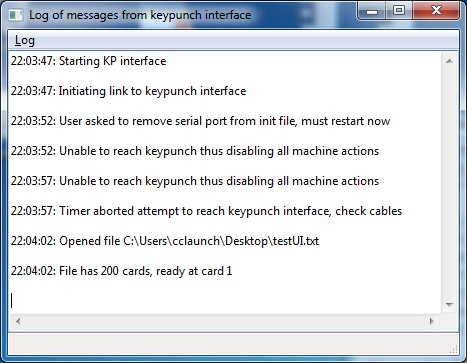 Log of messages from keypunch interface
Log
22:03:47: Starting KP interface
22:03:47: Initiating link to keypunch interface
22:03:52: User asked to remove serial port from init file, must restart now
22:03:52: Unable to reach keypunch thus disabling all machine actions
22:03:57: Unable to reach keypunch thus disabling all machine actions
22:03:57: Timer aborted attempt to reach keypunch interface, check cables
22:04:02: Opened file C:\Users\cclaunch\Desktop\testUI.txt
22:04:02: File has 200 cards, ready at card 1